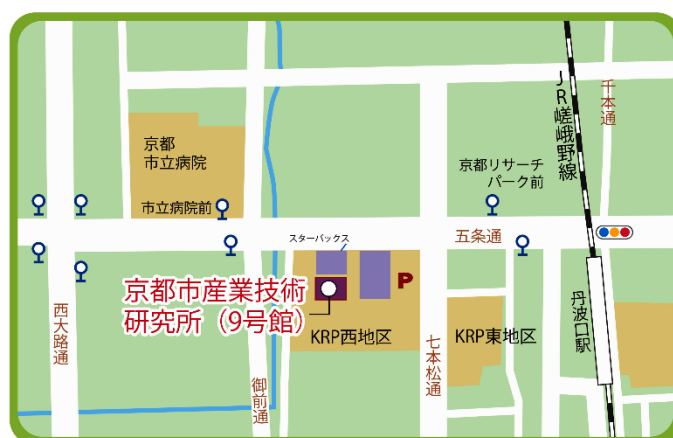 千本通
JR嵯峨野線
京都
市立病院
京都リサーチ
パーク前
市立病院前
スターバックス
五条通
P
京都市産業技術
研究所（9号館）
KRP西地区
KRP東地区
丹波口駅
西大路通
御前通
七本松通